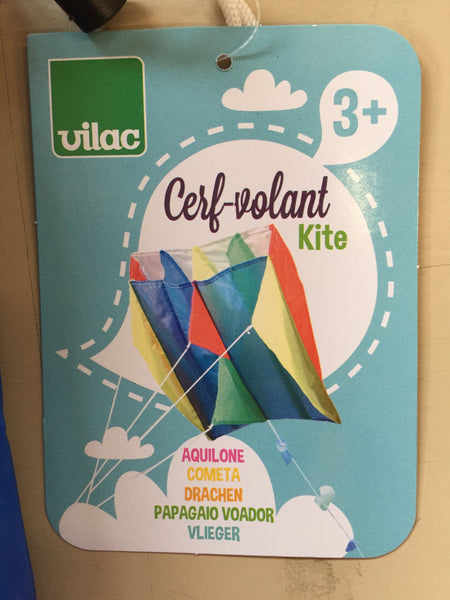 vilac
3+
Cerf-volant
Kite
AQUILONE
COMETA
DRACHEN
PAPAGAIO VOADOR
VLIEGER